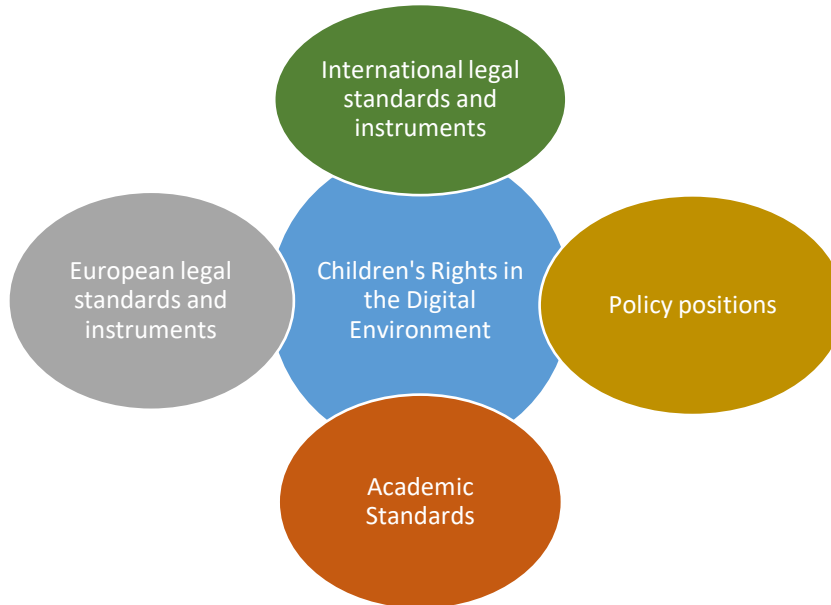 International legal
standards and
instruments
European legal
standards and
instruments
Children's Rights in
the Digital
Environment
Policy positions
Academic
Standards